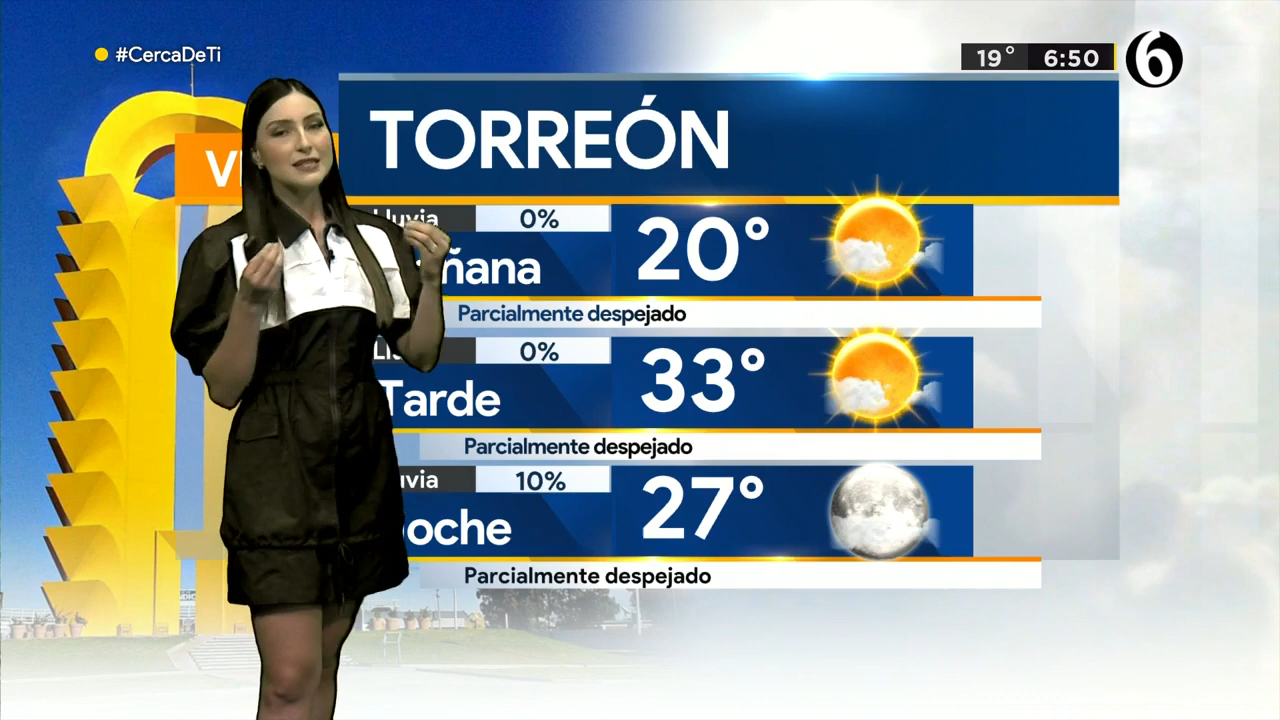 #CercaDeTi
19° 6:50 6
TORREÓN
0%
20°
Parcialmente despejado
0%
Tarde 33°
Parcialmente despejado
10%
27°
Parcialmente despejado